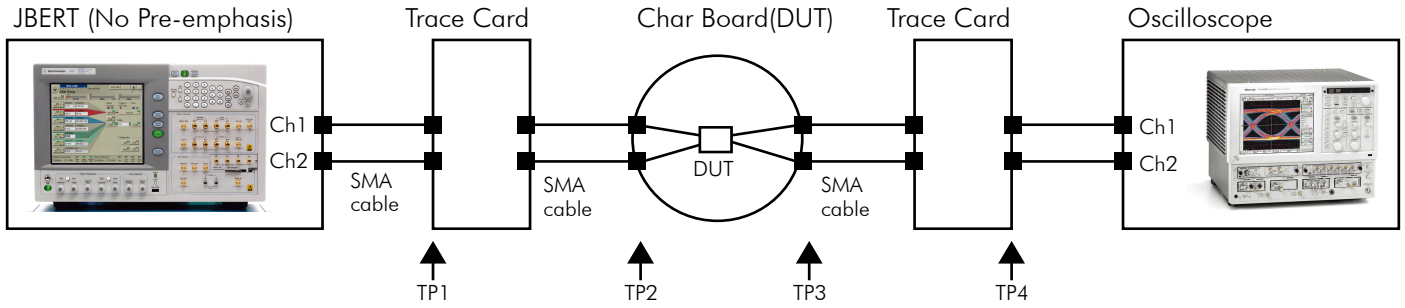 JBERT (No Pre-emphasis)
Trace Card
Char Board(DUT)
Trace Card
Oscilloscope
Ch1
Ch2
SMA
cable
SMA
cable
DUT
SMA
cable
Ch1
Ch2
TP1
TP2
TP3
TP4